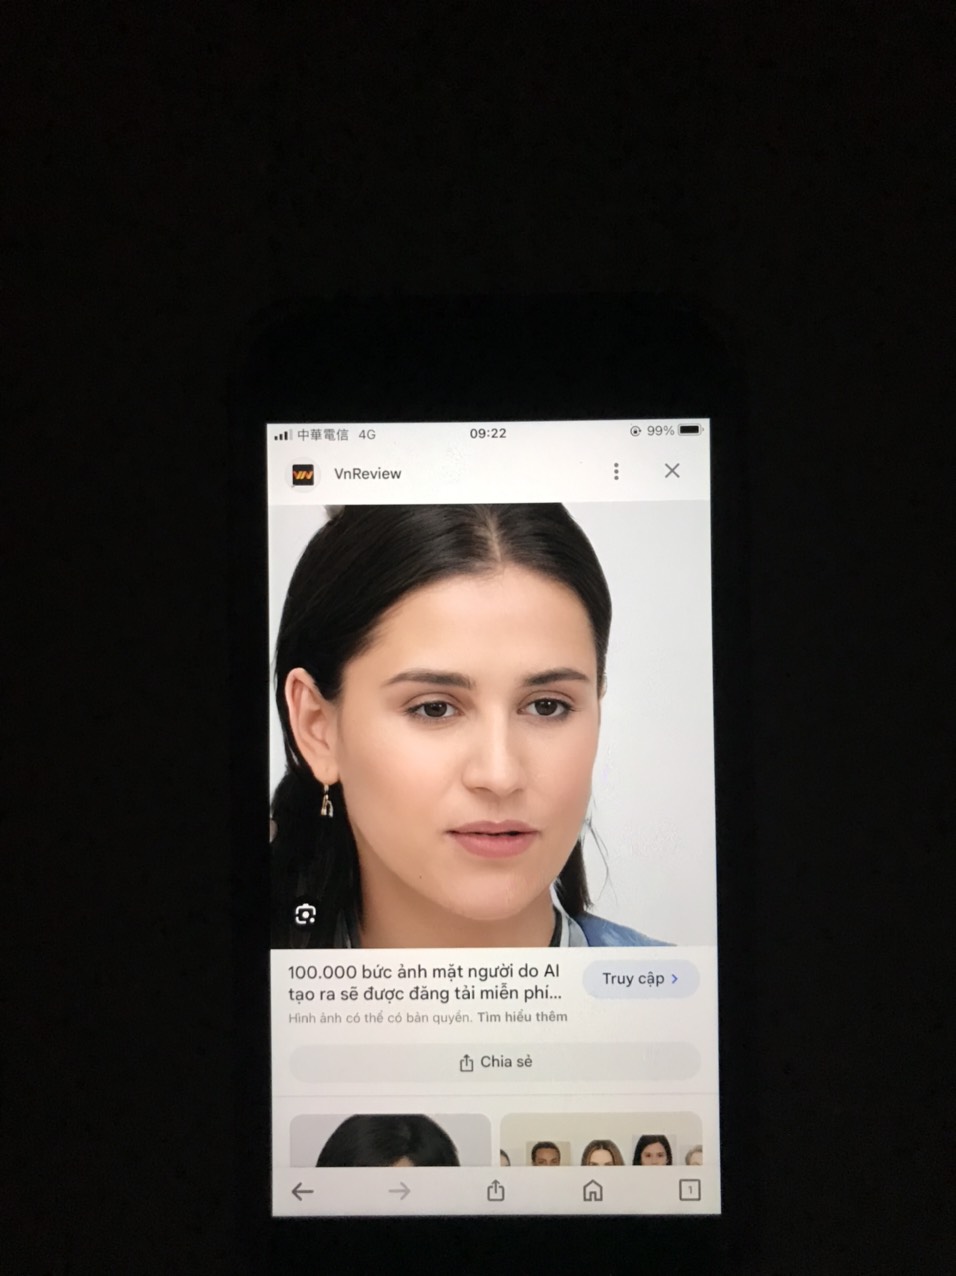 中華電信 4G 09:22 99%
VN VnReview
100.000 bức ảnh mặt người do AI
tạo ra sẽ được đăng tải miễn phí...
Truy cập >
Hình ảnh có thể có bản quyền. Tìm hiểu thêm
Chia sẻ
1